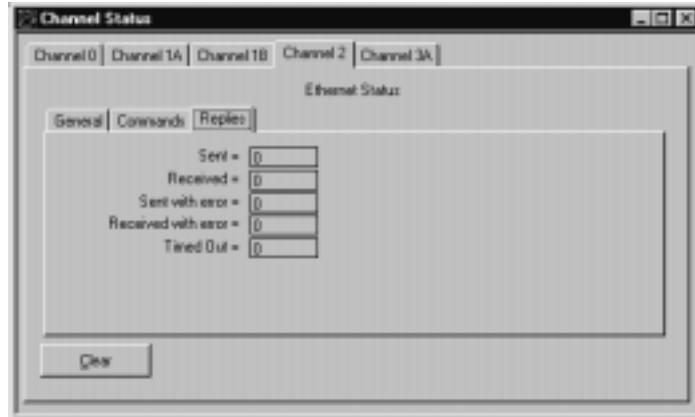 Channel Status
Channel 0 Channel 1A Channel 1B Channel 2 Channel 3A
Ethernet Status
General Commands Replies
Sent = 0
Received = 0
Sent with error = 0
Received with error = 0
Timed Out = 0
Clear